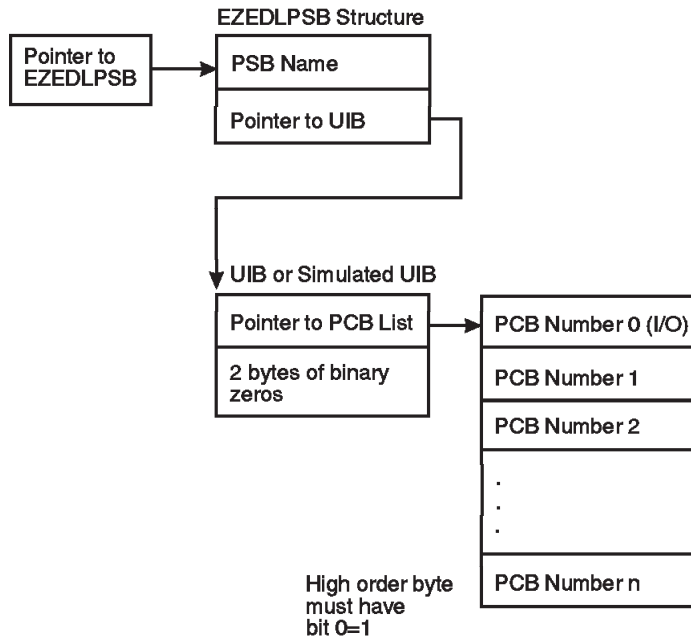 EZEDLPSB Structure
Pointer to
EZEDLPSB
PSB Name
Pointer to UIB
UIB or Simulated UIB
Pointer to PCB List
2 bytes of binary
zeros
PCB Number 0 (I/O)
PCB Number 1
PCB Number 2
.
.
.
PCB Number n
High order byte
must have
bit 0=1